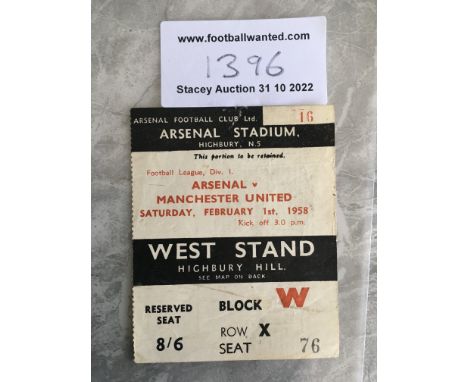 www.footballwanted.com
1396
Stacey Auction 31 10 2022
ARSENAL FOOTBALL CLUB Ltd. 16
ARSENAL STADIUM,
HIGHBURY, N.5
This portion to be retained.
Football League, Div. 1.
ARSENAL v
MANCHESTER UNITED
SATURDAY, FEBRUARY 1st, 1958
Kick off 3.0 p.m.
WEST STAND
HIGHBURY HILL.
SEE MAP ON BACK
RESERVED SEAT 8/6
BLOCK W
ROW X
SEAT 76